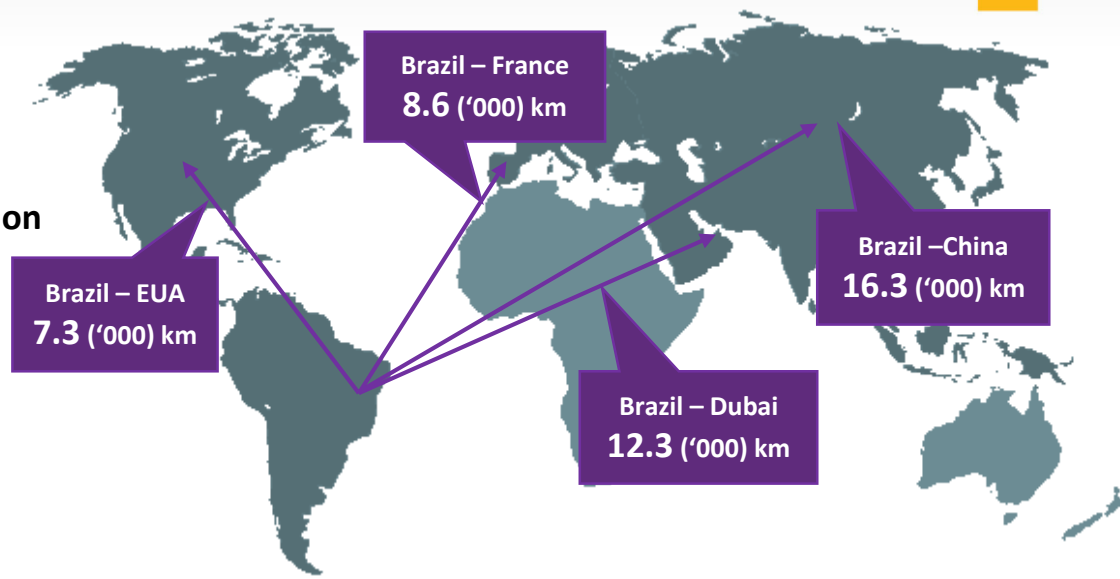 Brazil – France
8.6 (‘000) km
on
Brazil – EUA
7.3 (‘000) km
Brazil –China
16.3 (‘000) km
Brazil – Dubai
12.3 (‘000) km